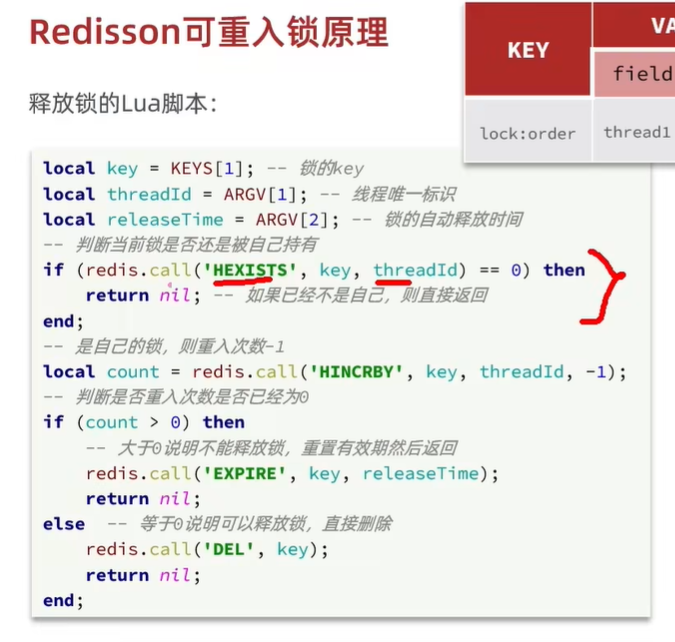 Redisson可重入锁原理
KEY
VA
field
lock:order
thread1
释放锁的Lua脚本：
local key = KEYS[1]; -- 锁的key
local threadId = ARGV[1]; -- 线程唯一标识
local releaseTime = ARGV[2]; -- 锁的自动释放时间
-- 判断当前锁是否还是被自己持有
if (redis.call('HEXISTS', key, threadId) == 0) then
return nil; -- 如果已经不是自己，则直接返回
end;
-- 是自己的锁，则重入次数-1
local count = redis.call('HINCRBY', key, threadId, -1);
-- 判断是否重入次数是否已经为0
if (count > 0) then
-- 大于0说明不能释放锁，重置有效期然后返回
redis.call('EXPIRE', key, releaseTime);
return nil;
else -- 等于0说明可以释放锁，直接删除
redis.call('DEL', key);
return nil;
end;